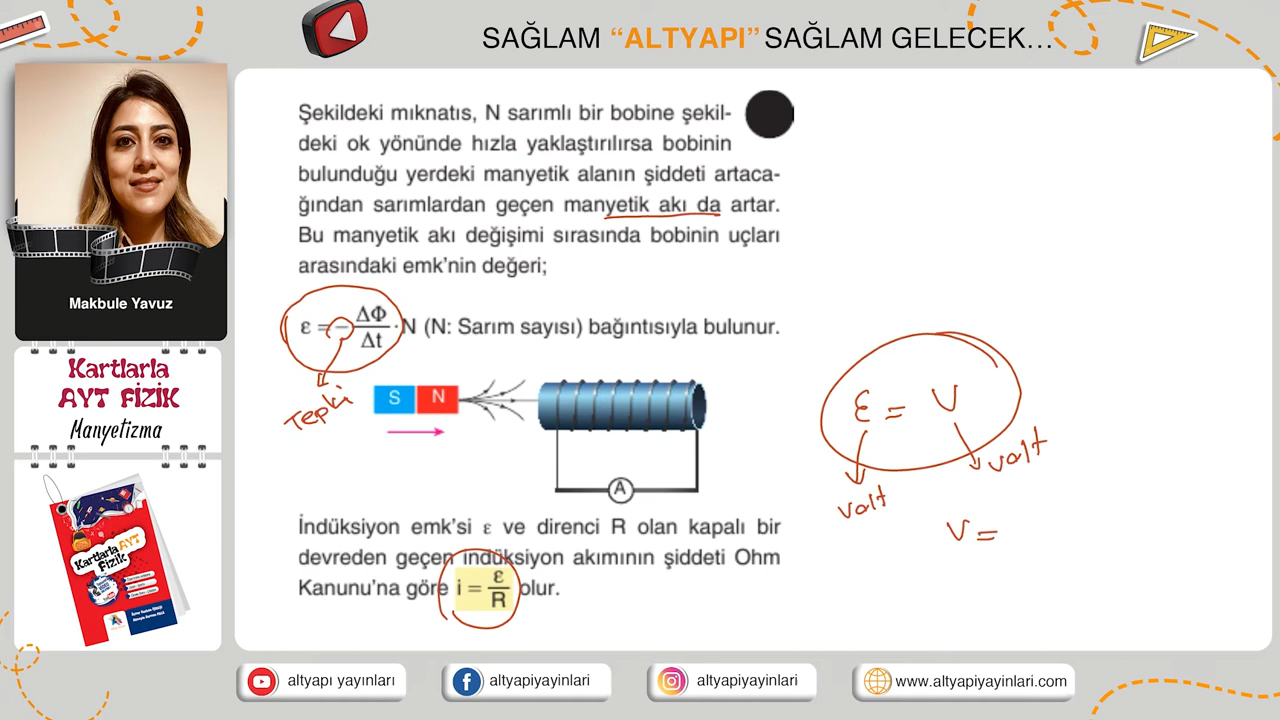 SAĞLAM “ALTYAPI” SAĞLAM GELECEK...
Makbule Yavuz
Kartlarla
AYT FİZİK
Manyetizma
Kartlarla AYT
Fizik
Şekildeki mıknatıs, N sarımlı bir bobine şekil-
deki ok yönünde hızla yaklaştırılırsa bobinin
bulunduğu yerdeki manyetik alanın şiddeti artaca-
ğından sarımlardan geçen manyetik akı da artar.
Bu manyetik akı değişimi sırasında bobinin uçları
arasındaki emk’nin değeri;
ε = − ΔΦ/Δt · N (N: Sarım sayısı) bağıntısıyla bulunur.
Tepki
S N
A
İndüksiyon emk’si ε ve direnci R olan kapalı bir
devreden geçen indüksiyon akımının şiddeti Ohm
Kanunu’na göre i = ε/R olur.
ε = V
volt
volt
V =
altyapı yayınları
altyapiyayinlari
altyapiyayinlari
www.altyapiyayinlari.com